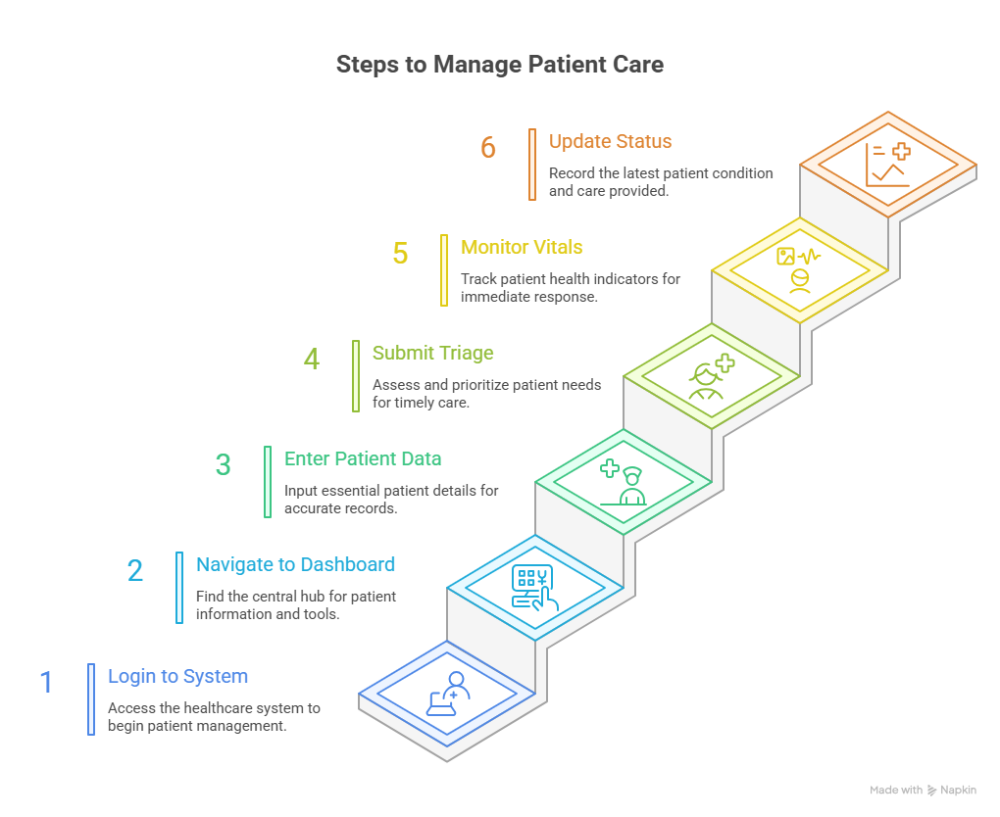 Steps to Manage Patient Care
6
Update Status
Record the latest patient condition
and care provided.
5
Monitor Vitals
Track patient health indicators for
immediate response.
4
Submit Triage
Assess and prioritize patient needs
for timely care.
3
Enter Patient Data
Input essential patient details for
accurate records.
2
Navigate to Dashboard
Find the central hub for patient
information and tools.
1
Login to System
Access the healthcare system to
begin patient management.
Made with Napkin